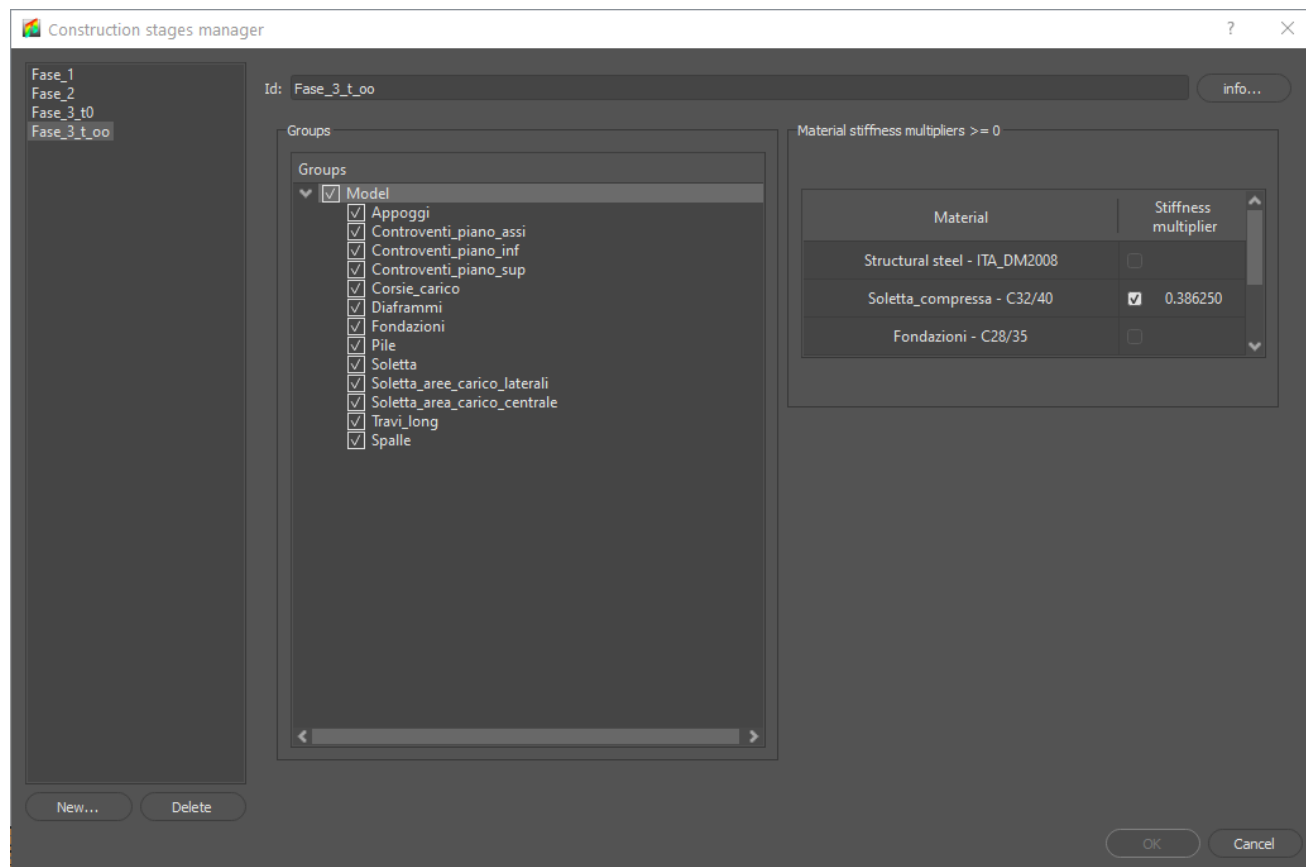 Construction stages manager
?
Fase_1
Fase_2
Fase_3_t0
Fase_3_t_oo
Id: Fase_3_t_oo
info...
Groups
Groups
Model
Appoggi
Controventi_piano_assi
Controventi_piano_inf
Controventi_piano_sup
Corsie_carico
Diaframmi
Fondazioni
Pile
Soletta
Soletta_aree_carico_laterali
Soletta_area_carico_centrale
Travi_long
Spalle
Material stiffness multipliers >= 0
Material
Stiffness
multiplier
Structural steel - ITA_DM2008
Soletta_compressa - C32/40 0.386250
Fondazioni - C28/35
New... Delete
OK Cancel